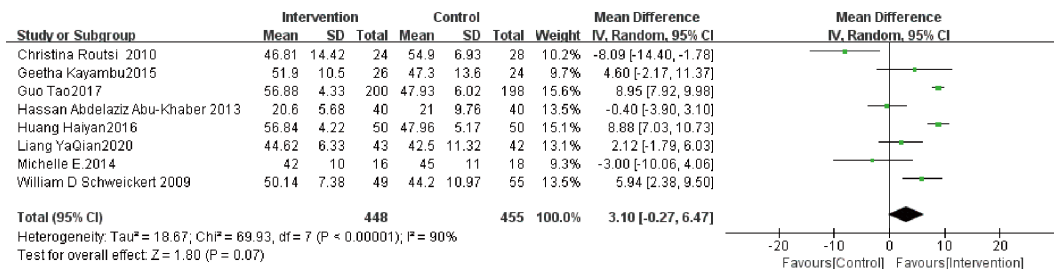 Intervention Control Mean Difference Mean Difference
Study or Subgroup Mean SD Total Mean SD Total Weight IV, Random, 95% CI IV, Random, 95% CI
Christina Routsi 2010 46.81 14.42 24 54.9 6.93 28 10.2% -8.09 [-14.40, -1.78]
Geetha Kayambu2015 51.9 10.5 26 47.3 13.6 24 9.7% 4.60 [-2.17, 11.37]
Guo Tao2017 56.88 4.33 200 47.93 6.02 198 15.6% 8.95 [7.92, 9.98]
Hassan Abdelaziz Abu-Khaber 2013 20.6 5.68 40 21 9.76 40 13.6% -0.40 [-3.90, 3.10]
Huang Haiyan2016 56.84 4.22 50 47.96 5.17 50 15.1% 8.88 [7.03, 10.73]
Liang YaQian2020 44.62 6.33 43 42.5 11.32 42 13.0% 2.12 [-1.79, 6.03]
Michelle E.2014 42 10 16 45 11 18 9.3% -3.00 [-10.06, 4.06]
William D Schweickert 2009 50.14 7.38 49 44.2 10.97 55 13.5% 5.94 [2.38, 9.50]
Total (95% CI) 448 455 100.0% 3.10 [-0.27, 6.47]
Heterogeneity: Tau² = 18.67; Chi² = 69.93, df = 7 (P < 0.00001); I² = 90%
Test for overall effect: Z = 1.80 (P = 0.07)
-20 -10 0 10 20
Favours[Control] Favours[Intervention]